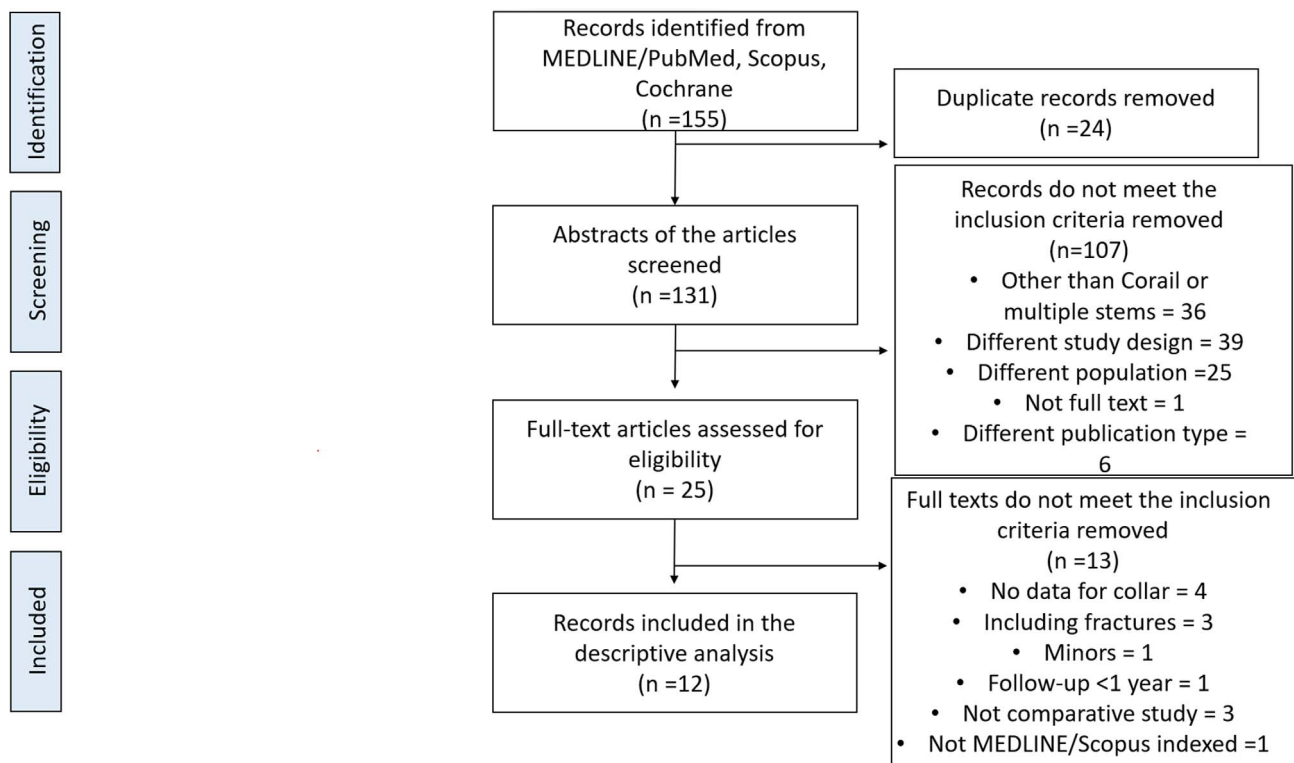 Identification
Records identified from
MEDLINE/PubMed, Scopus,
Cochrane
(n =155)
Duplicate records removed
(n =24)
Screening
Abstracts of the articles
screened
(n =131)
Records do not meet the
inclusion criteria removed
(n=107)
• Other than Corail or
multiple stems = 36
• Different study design = 39
• Different population =25
• Not full text = 1
• Different publication type =
6
Eligibility
Full-text articles assessed for
eligibility
(n = 25)
Full texts do not meet the inclusion
criteria removed
(n =13)
• No data for collar = 4
• Including fractures = 3
• Minors = 1
• Follow-up <1 year = 1
• Not comparative study = 3
• Not MEDLINE/Scopus indexed =1
Included
Records included in the
descriptive analysis
(n =12)